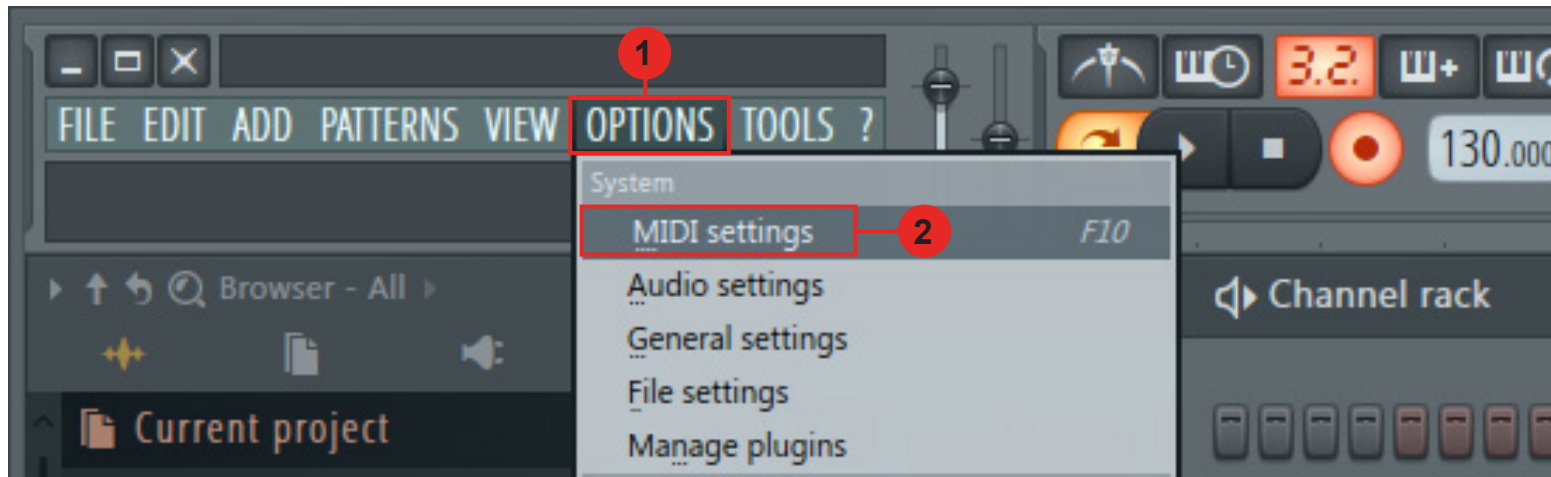 1
3.2.
FILE EDIT ADD PATTERNS VIEW OPTIONS TOOLS ?
130.000
System
MIDI settings 2 F10
Audio settings
Browser - All
Channel rack
General settings
File settings
Current project
Manage plugins